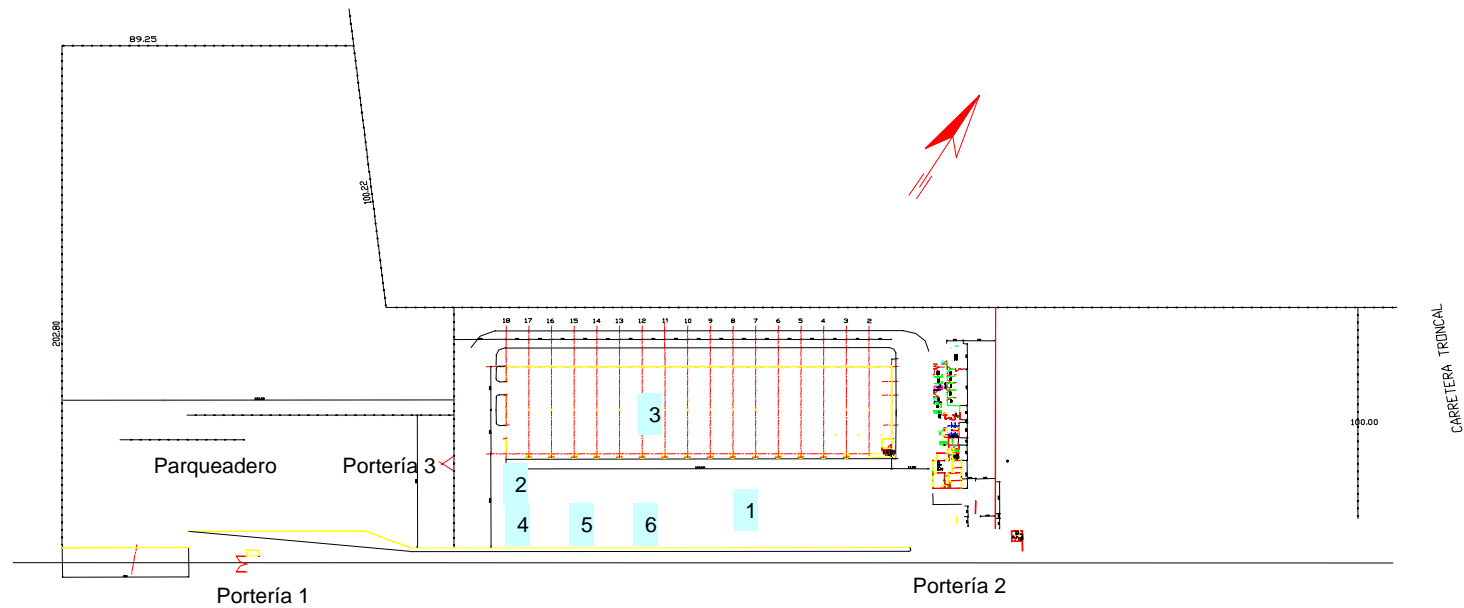 89.25
100.22
202.80
18 17 16 15 14 13 12 11 10 9 8 7 6 5 4 3 2
CARRETERA TRONCAL
100.00
3
Parqueadero
Portería 3
2
1
4
5
6
Portería 1
Portería 2